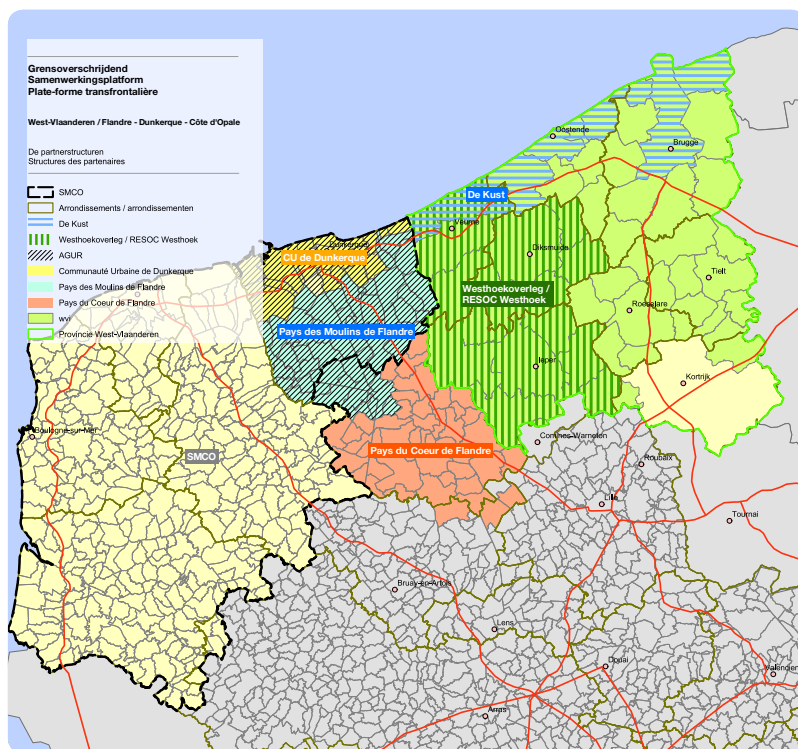 Grensoverschrijdend
Samenwerkingsplatform
Plate-forme transfrontalière
West-Vlaanderen / Flandre - Dunkerque - Côte d'Opale
De partnerstructuren
Structures des partenaires
SMCO
Arrondissements / arrondissementen
De Kust
Westhoekoverleg / RESOC Westhoek
AGUR
Communauté Urbaine de Dunkerque
Pays des Moulins de Flandre
Pays du Coeur de Flandre
wvi
Provincie West-Vlaanderen
Oostende
Brugge
De Kust
Veurne
Dunkerque
CU de Dunkerque
Diksmuide
Tielt
Westhoekoverleg /
RESOC Westhoek
Roeselare
Pays des Moulins de Flandre
Ieper
Kortrijk
Boulogne-sur-Mer
Pays du Coeur de Flandre
Comines-Warneton
SMCO
Roubaix
Lille
Tournai
Bruay-en-Artois
Lens
Douai
Valencien
Arras